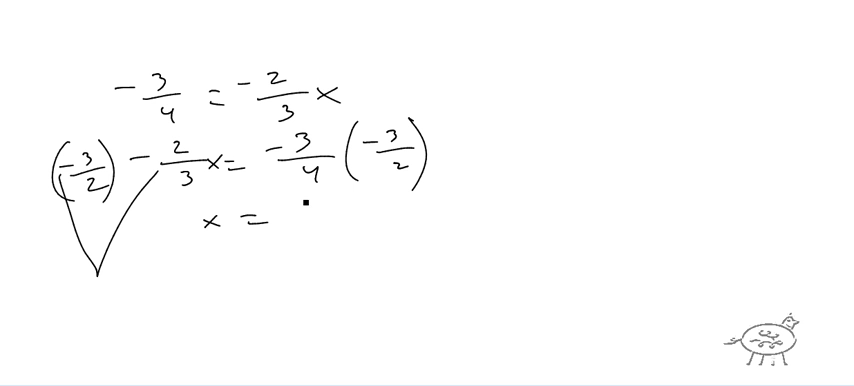 -3/4 = -2/3 x
(-3/2) -2/3 x = -3/4 (-3/2)
x =